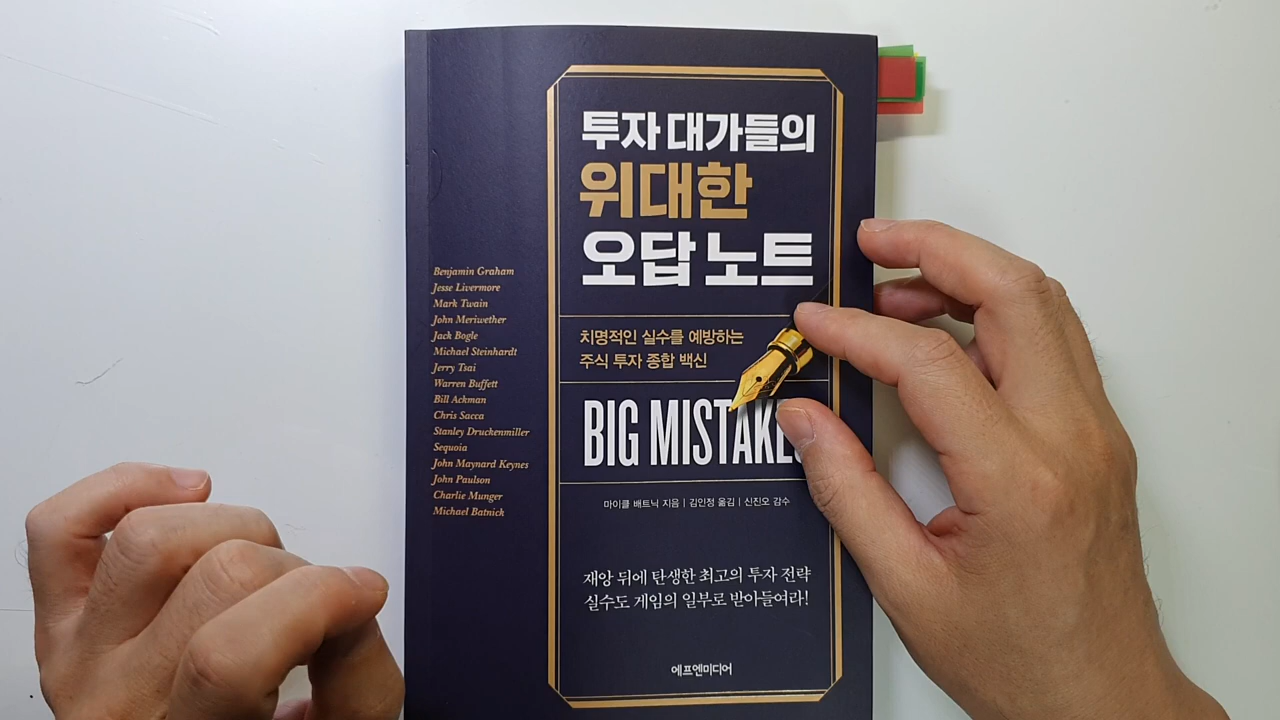 투자 대가들의
위대한
오답 노트
치명적인 실수를 예방하는
주식 투자 종합 백신
BIG MISTAKES
마이클 배트닉 지음 | 김인정 옮김 | 신진오 감수
재앙 뒤에 탄생한 최고의 투자 전략
실수도 게임의 일부로 받아들여라!
에프엔미디어
Benjamin Graham
Jesse Livermore
Mark Twain
John Meriwether
Jack Bogle
Michael Steinhardt
Jerry Tsai
Warren Buffett
Bill Ackman
Chris Sacca
Stanley Druckenmiller
Sequoia
John Maynard Keynes
John Paulson
Charlie Munger
Michael Batnick